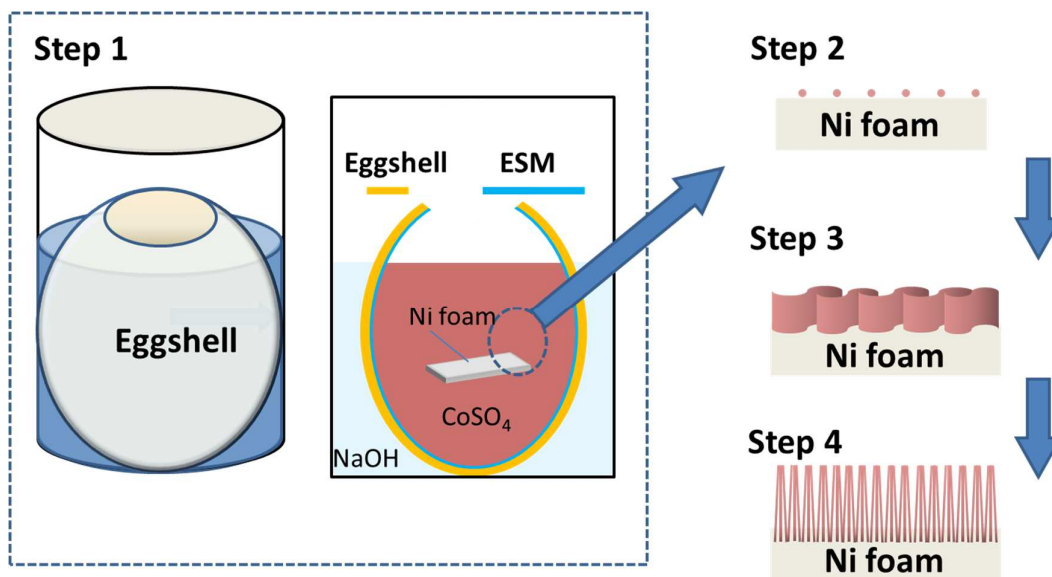 Step 1
Eggshell
Eggshell ESM
Ni foam
CoSO₄
NaOH
Step 2
Ni foam
Step 3
Ni foam
Step 4
Ni foam